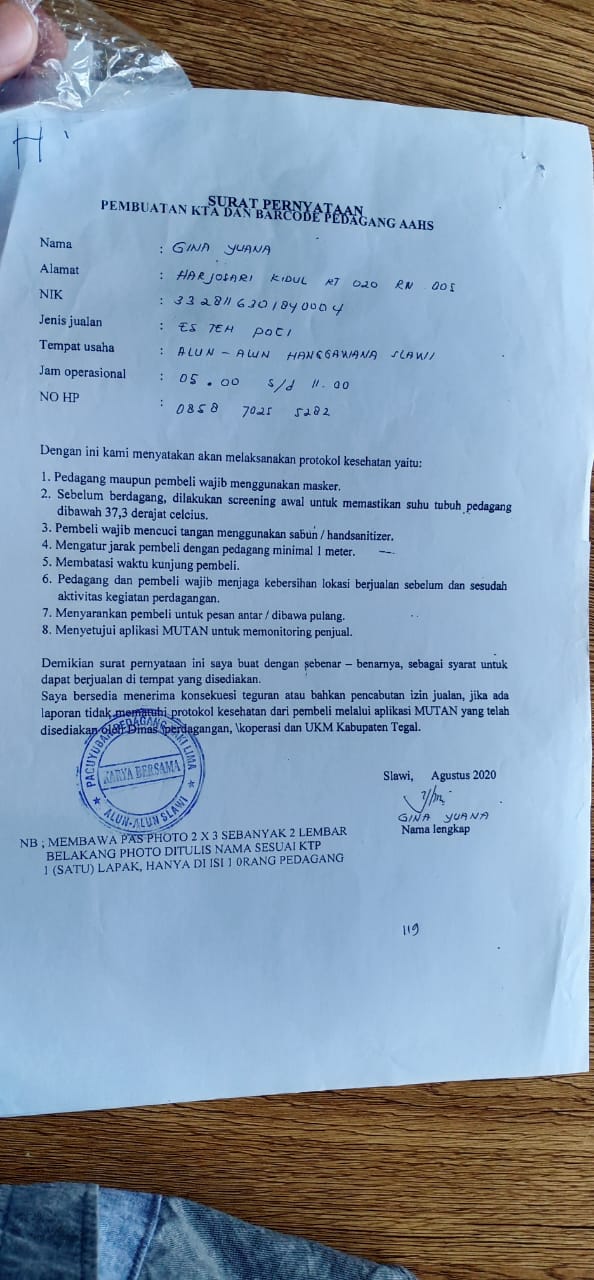 H
SURAT PERNYATAAN
PEMBUATAN KTA DAN BARCODE PEDAGANG AAHS
Nama : GINA YUANA
Alamat : HARJOSARI KIDUL RT 020 RW 005
NIK : 3328116301840004
Jenis jualan : ES TEH POCI
Tempat usaha : ALUN - ALUN HANGGAWANA SLAWI
Jam operasional : 05.00 s/d 11.00
NO HP : 0858 7025 5282
Dengan ini kami menyatakan akan melaksanakan protokol kesehatan yaitu:
1. Pedagang maupun pembeli wajib menggunakan masker.
2. Sebelum berdagang, dilakukan screening awal untuk memastikan suhu tubuh pedagang
dibawah 37,3 derajat celcius.
3. Pembeli wajib mencuci tangan menggunakan sabun / handsanitizer.
4. Mengatur jarak pembeli dengan pedagang minimal 1 meter.
5. Membatasi waktu kunjung pembeli.
6. Pedagang dan pembeli wajib menjaga kebersihan lokasi berjualan sebelum dan sesudah
aktivitas kegiatan perdagangan.
7. Menyarankan pembeli untuk pesan antar / dibawa pulang.
8. Menyetujui aplikasi MUTAN untuk memonitoring penjual.
Demikian surat pernyataan ini saya buat dengan sebenar – benarnya, sebagai syarat untuk
dapat berjualan di tempat yang disediakan.
Saya bersedia menerima konsekuesi teguran atau bahkan pencabutan izin jualan, jika ada
laporan tidak mematuhi protokol kesehatan dari pembeli melalui aplikasi MUTAN yang telah
disediakan oleh Dinas \perdagangan, \koperasi dan UKM Kabupaten Tegal.
PAGUYUBAN PEDAGANG KAKI LIMA
KARYA BERSAMA
ALUN-ALUN SLAWI
Slawi, Agustus 2020
GINA YUANA
Nama lengkap
NB ; MEMBAWA PAS PHOTO 2 X 3 SEBANYAK 2 LEMBAR
BELAKANG PHOTO DITULIS NAMA SESUAI KTP
1 (SATU) LAPAK, HANYA DI ISI 1 0RANG PEDAGANG
119